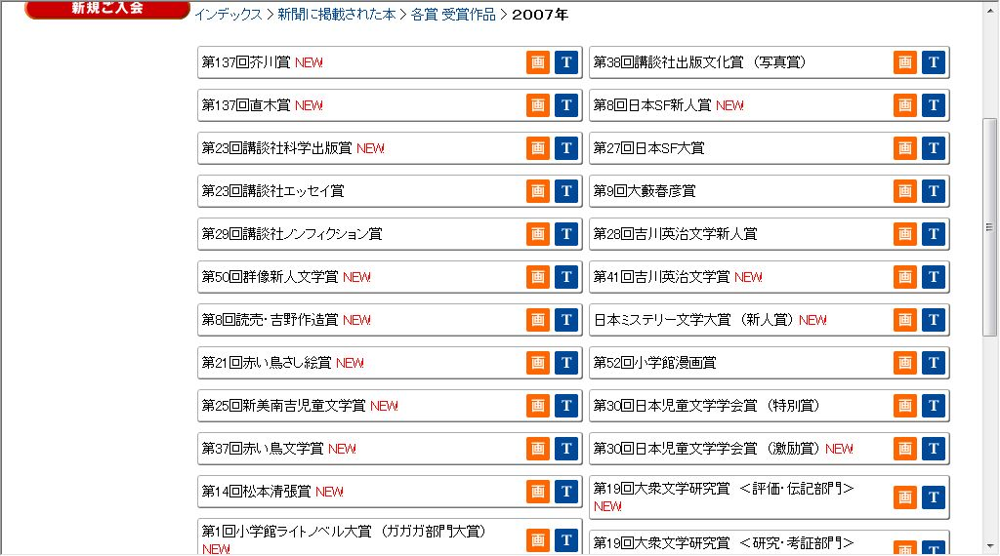 新規ご入会
インデックス > 新聞に掲載された本 > 各賞 受賞作品 > 2007年
第137回芥川賞 NEW! 画 T
第38回講談社出版文化賞 （写真賞） 画 T
第137回直木賞 NEW! 画 T
第8回日本SF新人賞 NEW! 画 T
第23回講談社科学出版賞 NEW! 画 T
第27回日本SF大賞 画 T
第23回講談社エッセイ賞 画 T
第9回大藪春彦賞 画 T
第29回講談社ノンフィクション賞 画 T
第28回吉川英治文学新人賞 画 T
第50回群像新人文学賞 NEW! 画 T
第41回吉川英治文学賞 NEW! 画 T
第8回読売・吉野作造賞 NEW! 画 T
日本ミステリー文学大賞 （新人賞） NEW! 画 T
第21回赤い鳥さし絵賞 NEW! 画 T
第52回小学館漫画賞 画 T
第25回新美南吉児童文学賞 NEW! 画 T
第30回日本児童文学学会賞 （特別賞） 画 T
第37回赤い鳥文学賞 NEW! 画 T
第30回日本児童文学学会賞 （激励賞） NEW! 画 T
第14回松本清張賞 NEW! 画 T
第19回大衆文学研究賞 ＜評価・伝記部門＞
NEW! 画 T
第1回小学館ライトノベル大賞 （ガガガ部門大賞）
NEW! 画 T
第19回大衆文学研究賞 ＜研究・考証部門＞ 画 T